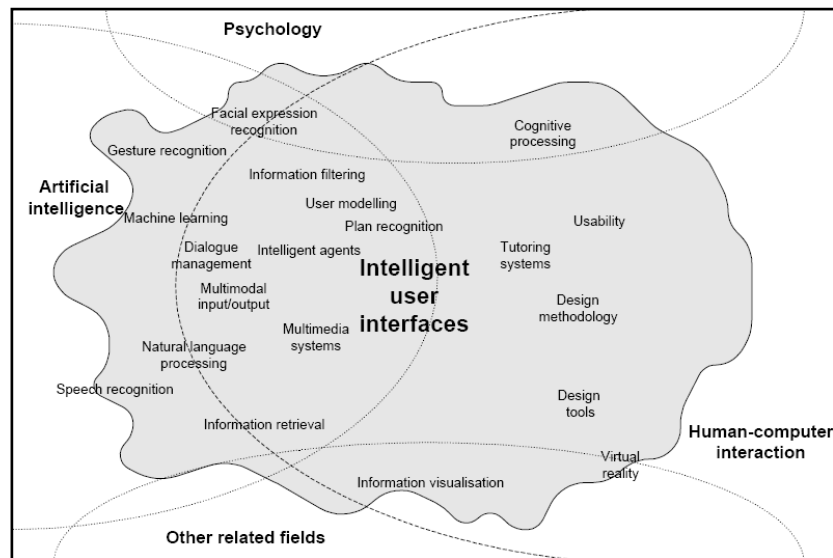 Psychology
Facial expression
recognition
Cognitive
processing
Gesture recognition
Information filtering
Artificial
intelligence
User modelling
Machine learning
Plan recognition
Usability
Dialogue
management
Intelligent agents
Tutoring
systems
Intelligent
user
interfaces
Multimodal
input/output
Design
methodology
Multimedia
systems
Natural language
processing
Speech recognition
Design
tools
Information retrieval
Human-computer
interaction
Virtual
reality
Information visualisation
Other related fields